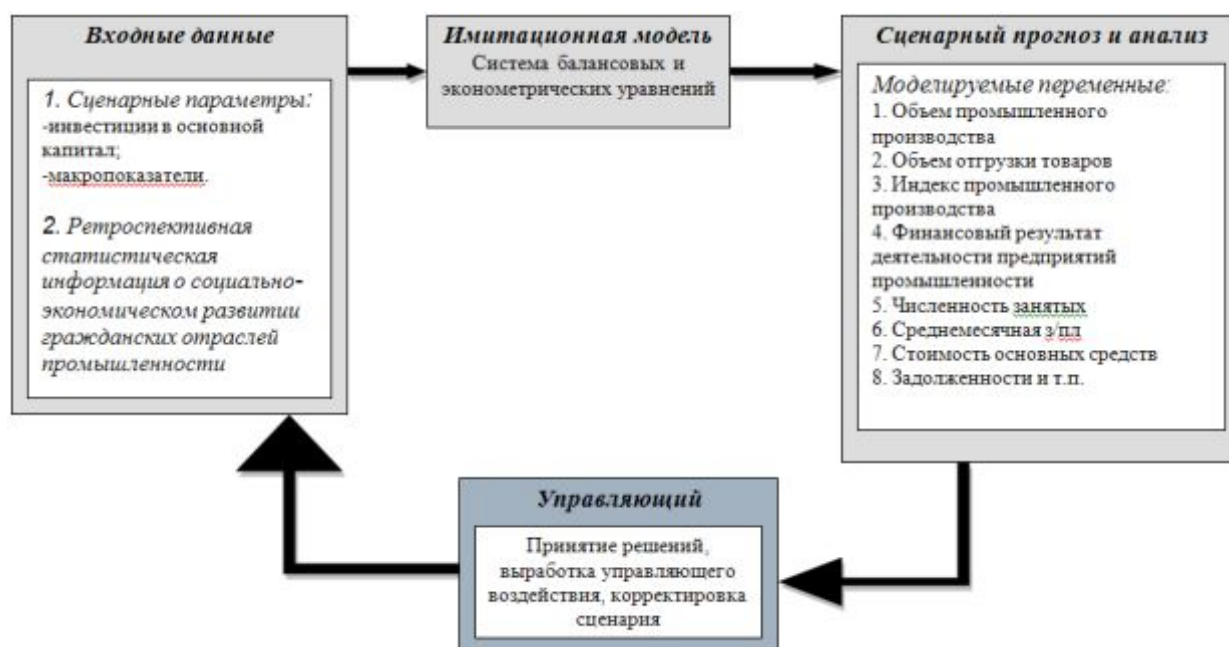 Входные данные
1. Сценарные параметры:
-инвестиции в основной
капитал;
-макропоказатели.
2. Ретроспективная
статистическая
информация о социально-
экономическом развитии
гражданских отраслей
промышленности
Имитационная модель
Система балансовых и
эконометрических уравнений
Сценарный прогноз и анализ
Моделируемые переменные:
1. Объем промышленного
производства
2. Объем отгрузки товаров
3. Индекс промышленного
производства
4. Финансовый результат
деятельности предприятий
промышленности
5. Численность занятых
6. Среднемесячная з/пл
7. Стоимость основных средств
8. Задолженности и т.п.
Управляющий
Принятие решений,
выработка управляющего
воздействия, корректировка
сценария